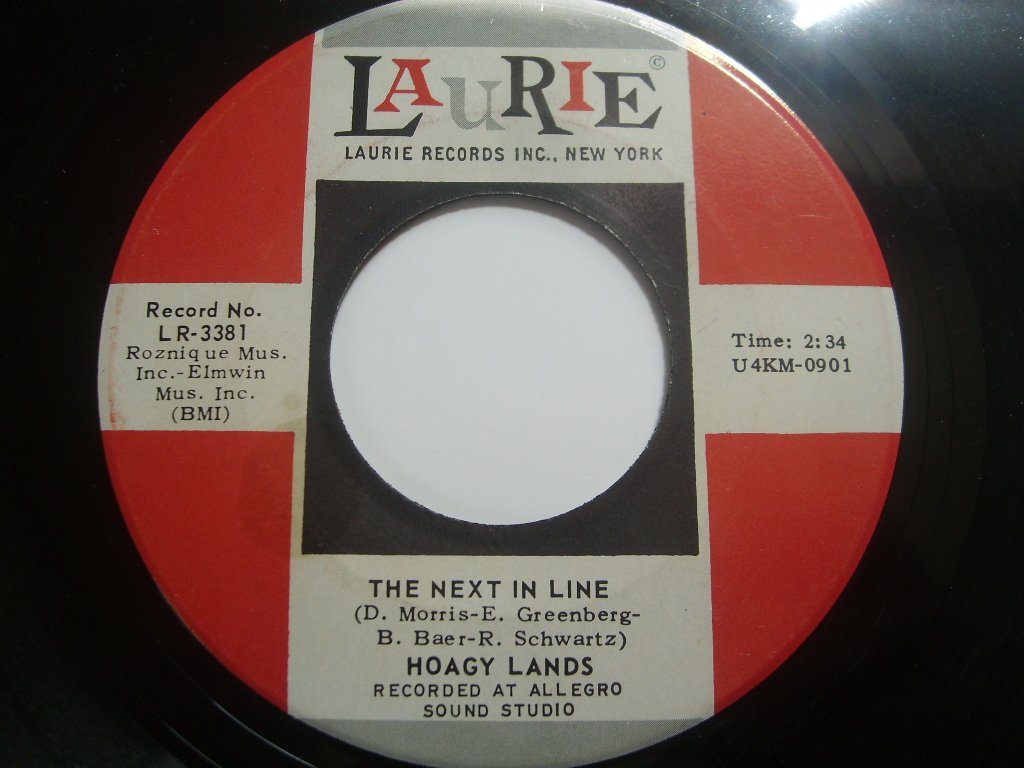 LAURIE ©
LAURIE RECORDS INC., NEW YORK
Record No.
LR-3381
Roznique Mus.
Inc.-Elmwin
Mus. Inc.
(BMI)
Time: 2:34
U4KM-0901
THE NEXT IN LINE
(D. Morris-E. Greenberg-
B. Baer-R. Schwartz)
HOAGY LANDS
RECORDED AT ALLEGRO
SOUND STUDIO